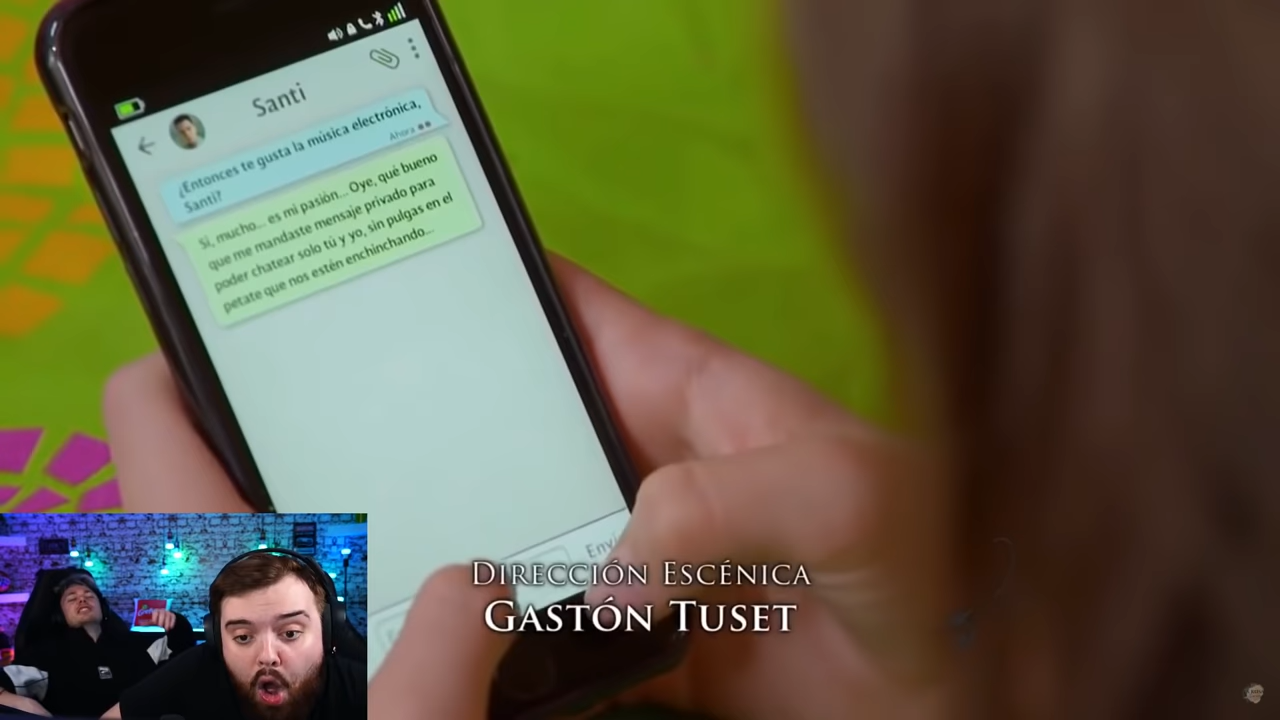 Santi
¿Entonces te gusta la música electrónica,
Santi?
Ahora
Si, mucho... es mi pasión... Oye, qué bueno
que me mandaste mensaje privado para
poder chatear solo tú y yo, sin pulgas en el
petate que nos estén enchinchando...
Envi
DIRECCIÓN ESCÉNICA
GASTÓN TUSET